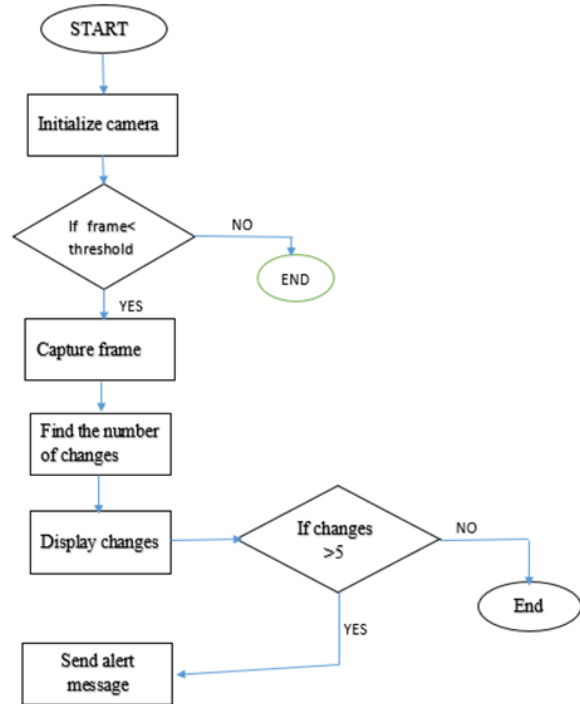 START
Initialize camera
If frame<
threshold
NO
END
YES
Capture frame
Find the number
of changes
Display changes
If changes
>5
NO
End
YES
Send alert
message